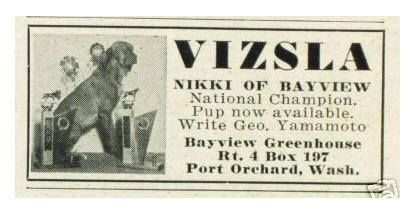 VIZSLA
NIKKI OF BAYVIEW
National Champion.
Pup now available.
Write Geo. Yamamoto
Bayview Greenhouse
Rt. 4 Box 197
Port Orchard, Wash.